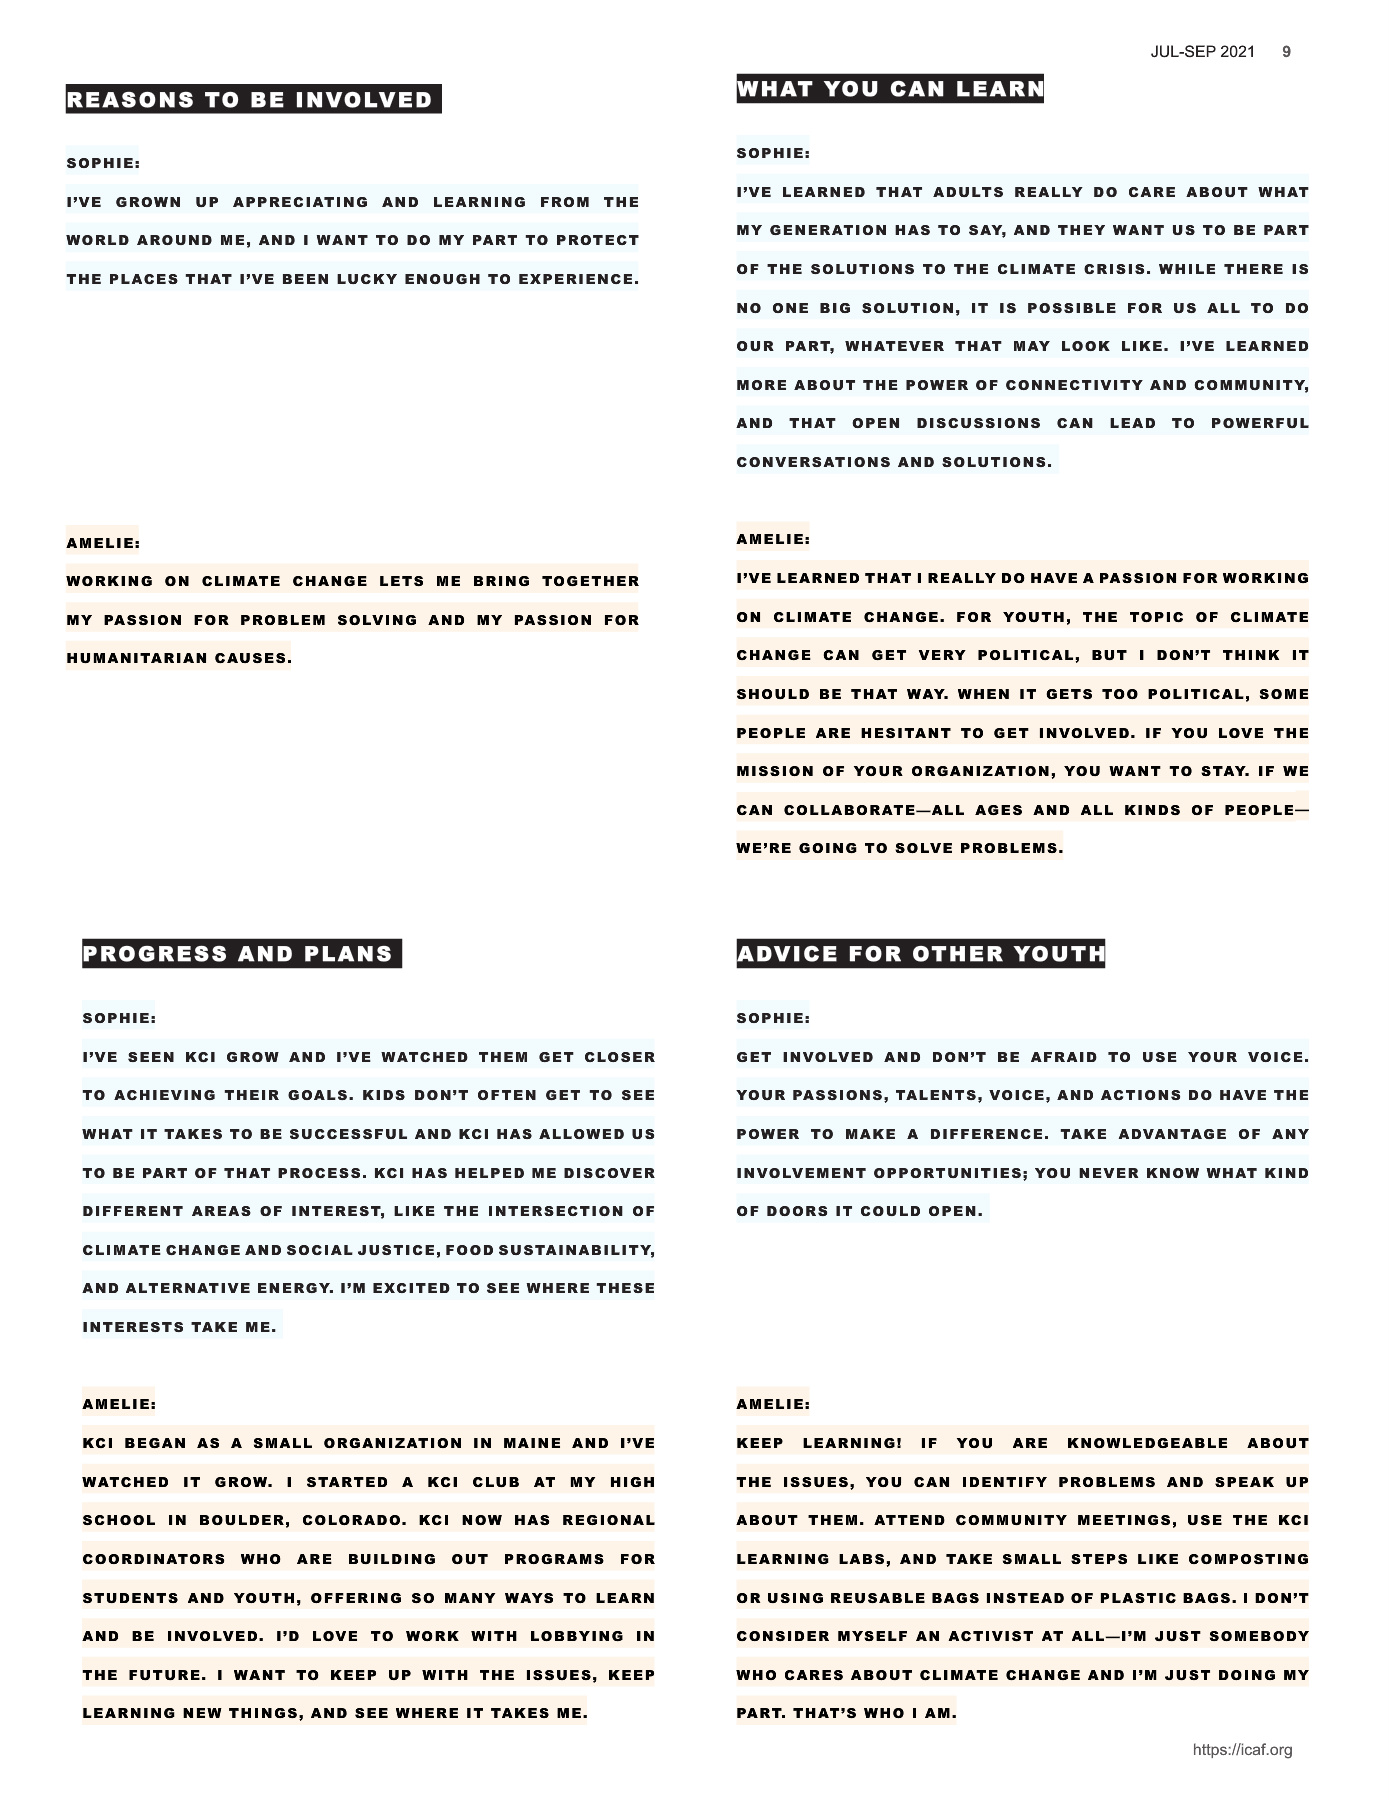 JUL-SEP 2021 9
REASONS TO BE INVOLVED
SOPHIE:
I’VE GROWN UP APPRECIATING AND LEARNING FROM THE
WORLD AROUND ME, AND I WANT TO DO MY PART TO PROTECT
THE PLACES THAT I’VE BEEN LUCKY ENOUGH TO EXPERIENCE.
AMELIE:
WORKING ON CLIMATE CHANGE LETS ME BRING TOGETHER
MY PASSION FOR PROBLEM SOLVING AND MY PASSION FOR
HUMANITARIAN CAUSES.
WHAT YOU CAN LEARN
SOPHIE:
I’VE LEARNED THAT ADULTS REALLY DO CARE ABOUT WHAT
MY GENERATION HAS TO SAY, AND THEY WANT US TO BE PART
OF THE SOLUTIONS TO THE CLIMATE CRISIS. WHILE THERE IS
NO ONE BIG SOLUTION, IT IS POSSIBLE FOR US ALL TO DO
OUR PART, WHATEVER THAT MAY LOOK LIKE. I’VE LEARNED
MORE ABOUT THE POWER OF CONNECTIVITY AND COMMUNITY,
AND THAT OPEN DISCUSSIONS CAN LEAD TO POWERFUL
CONVERSATIONS AND SOLUTIONS.
AMELIE:
I’VE LEARNED THAT I REALLY DO HAVE A PASSION FOR WORKING
ON CLIMATE CHANGE. FOR YOUTH, THE TOPIC OF CLIMATE
CHANGE CAN GET VERY POLITICAL, BUT I DON’T THINK IT
SHOULD BE THAT WAY. WHEN IT GETS TOO POLITICAL, SOME
PEOPLE ARE HESITANT TO GET INVOLVED. IF YOU LOVE THE
MISSION OF YOUR ORGANIZATION, YOU WANT TO STAY. IF WE
CAN COLLABORATE—ALL AGES AND ALL KINDS OF PEOPLE—
WE’RE GOING TO SOLVE PROBLEMS.
PROGRESS AND PLANS
SOPHIE:
I’VE SEEN KCI GROW AND I’VE WATCHED THEM GET CLOSER
TO ACHIEVING THEIR GOALS. KIDS DON’T OFTEN GET TO SEE
WHAT IT TAKES TO BE SUCCESSFUL AND KCI HAS ALLOWED US
TO BE PART OF THAT PROCESS. KCI HAS HELPED ME DISCOVER
DIFFERENT AREAS OF INTEREST, LIKE THE INTERSECTION OF
CLIMATE CHANGE AND SOCIAL JUSTICE, FOOD SUSTAINABILITY,
AND ALTERNATIVE ENERGY. I’M EXCITED TO SEE WHERE THESE
INTERESTS TAKE ME.
AMELIE:
KCI BEGAN AS A SMALL ORGANIZATION IN MAINE AND I’VE
WATCHED IT GROW. I STARTED A KCI CLUB AT MY HIGH
SCHOOL IN BOULDER, COLORADO. KCI NOW HAS REGIONAL
COORDINATORS WHO ARE BUILDING OUT PROGRAMS FOR
STUDENTS AND YOUTH, OFFERING SO MANY WAYS TO LEARN
AND BE INVOLVED. I’D LOVE TO WORK WITH LOBBYING IN
THE FUTURE. I WANT TO KEEP UP WITH THE ISSUES, KEEP
LEARNING NEW THINGS, AND SEE WHERE IT TAKES ME.
ADVICE FOR OTHER YOUTH
SOPHIE:
GET INVOLVED AND DON’T BE AFRAID TO USE YOUR VOICE.
YOUR PASSIONS, TALENTS, VOICE, AND ACTIONS DO HAVE THE
POWER TO MAKE A DIFFERENCE. TAKE ADVANTAGE OF ANY
INVOLVEMENT OPPORTUNITIES; YOU NEVER KNOW WHAT KIND
OF DOORS IT COULD OPEN.
AMELIE:
KEEP LEARNING! IF YOU ARE KNOWLEDGEABLE ABOUT
THE ISSUES, YOU CAN IDENTIFY PROBLEMS AND SPEAK UP
ABOUT THEM. ATTEND COMMUNITY MEETINGS, USE THE KCI
LEARNING LABS, AND TAKE SMALL STEPS LIKE COMPOSTING
OR USING REUSABLE BAGS INSTEAD OF PLASTIC BAGS. I DON’T
CONSIDER MYSELF AN ACTIVIST AT ALL—I’M JUST SOMEBODY
WHO CARES ABOUT CLIMATE CHANGE AND I’M JUST DOING MY
PART. THAT’S WHO I AM.
https://icaf.org